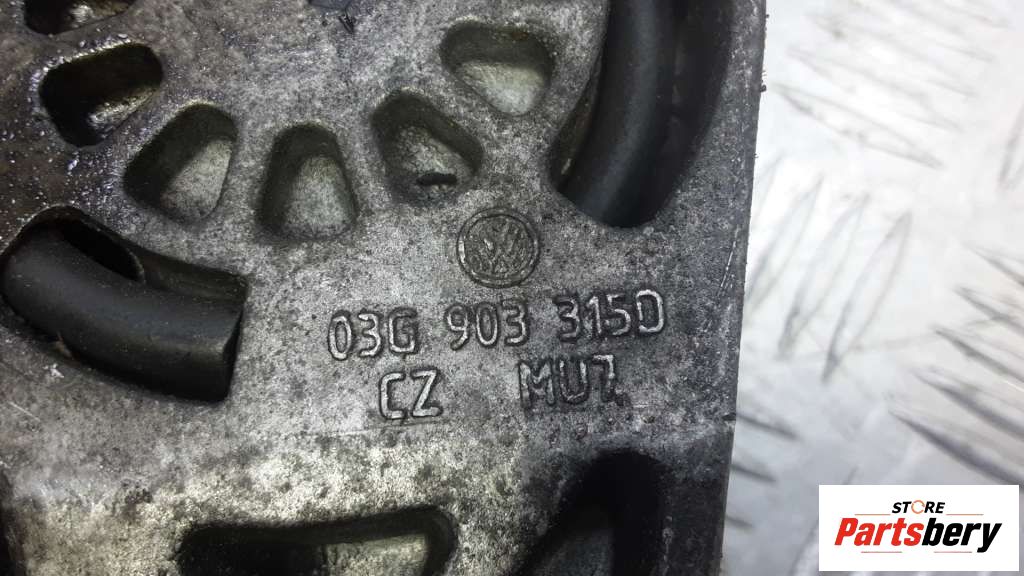 03G 903 315D
CZ MU7
STORE
Partsbery